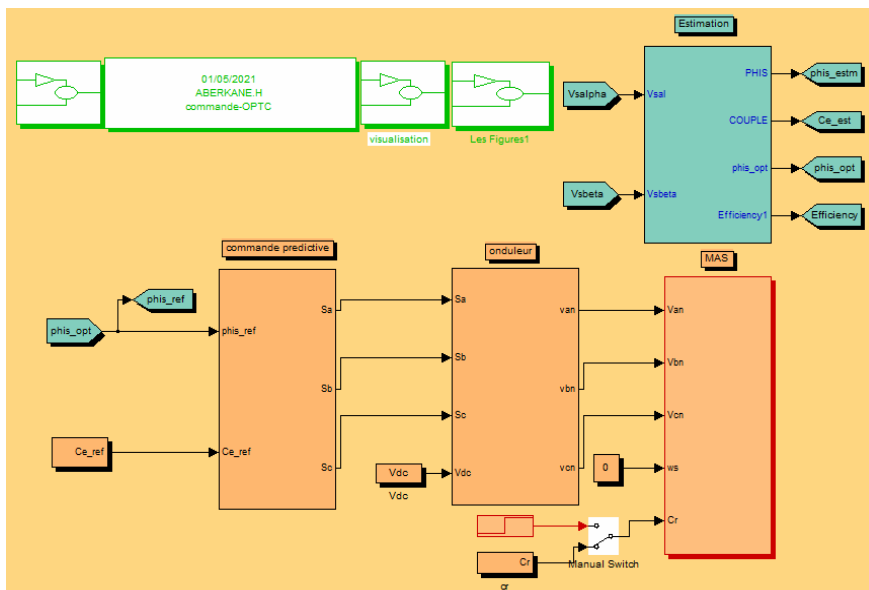 Estimation
01/05/2021
ABERKANE.H
commande-OPTC
visualisation
Les Figures1
Vsalpha
Vsal
PHIS
phis_estm
COUPLE
Ce_est
phis_opt
phis_opt
Vsbeta
Vsbeta
Efficiency1
Efficiency
commande predictive
onduleur
MAS
phis_ref
phis_opt
phis_ref
Sa
Sa
van
Van
Sb
Sb
vbn
Vbn
Sc
Sc
vcn
Vcn
Ce_ref
Ce_ref
Vdc
Vdc
Vdc
0
ws
Cr
Cr
Manual Switch
cr